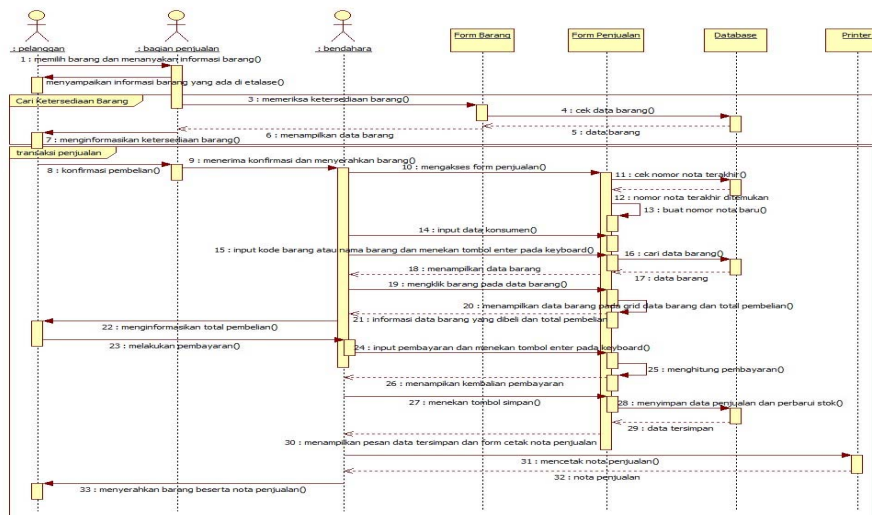 : pelanggan
: bagian penjualan
: bendahara
Form Barang
Form Penjualan
Database
Printer
1 : memilih barang dan menanyakan informasi barang()
menyampaikan informasi barang yang ada di etalase()
Cari Ketersediaan Barang
3 : memeriksa ketersediaan barang()
4 : cek data barang()
5 : data barang
6 : menampilkan data barang
7 : menginformasikan ketersediaan barang()
transaksi penjualan
8 : konfirmasi pembelian()
9 : menerima konfirmasi dan menyerahkan barang()
10 : mengakses form penjualan()
11 : cek nomor nota terakhir()
12 : nomor nota terakhir ditemukan
13 : buat nomor nota baru()
14 : input data konsumen()
15 : input kode barang atau nama barang dan menekan tombol enter pada keyboard()
16 : cari data barang()
17 : data barang
18 : menampilkan data barang
19 : mengklik barang pada data barang()
20 : menampilkan data barang pada grid data barang dan total pembelian()
21 : informasi data barang yang dibeli dan total pembelian
22 : menginformasikan total pembelian()
23 : melakukan pembayaran()
24 : input pembayaran dan menekan tombol enter pada keyboard()
25 : menghitung pembayaran()
26 : menampikan kembalian pembayaran
27 : menekan tombol simpan()
28 : menyimpan data penjualan dan perbarui stok()
29 : data tersimpan
30 : menampilkan pesan data tersimpan dan form cetak nota penjualan
31 : mencetak nota penjualan()
32 : nota penjualan
33 : menyerahkan barang beserta nota penjualan()